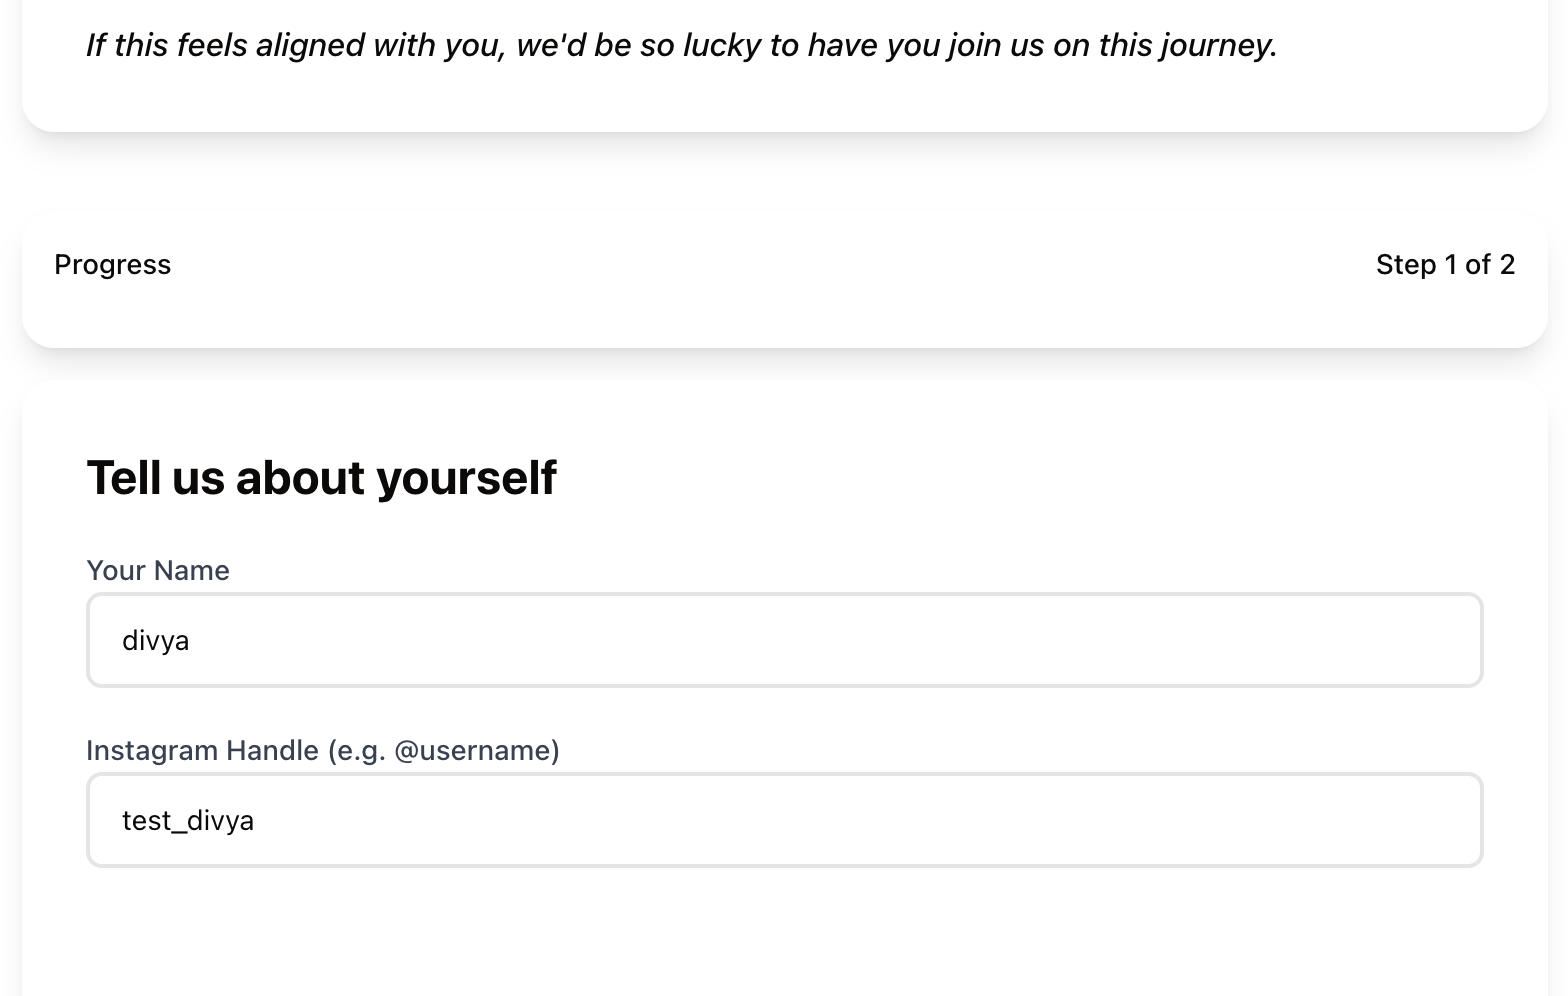 If this feels aligned with you, we'd be so lucky to have you join us on this journey.
Progress
Step 1 of 2
Tell us about yourself
Your Name
divya
Instagram Handle (e.g. @username)
test_divya